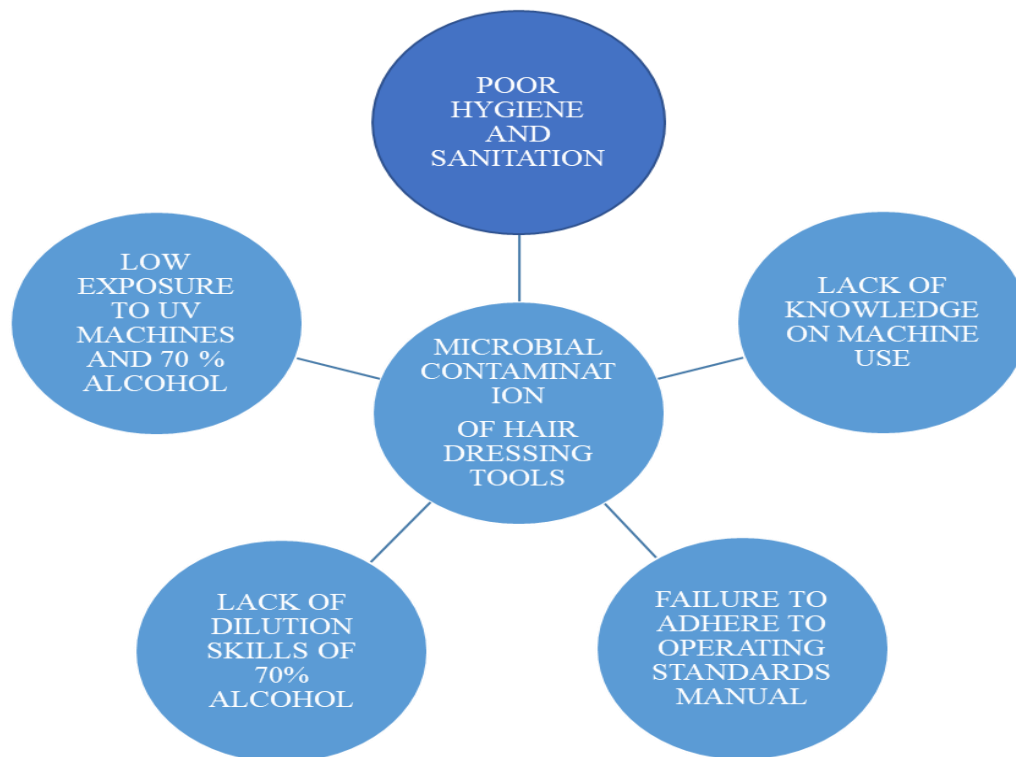 POOR
HYGIENE
AND
SANITATION
LOW
EXPOSURE
TO UV
MACHINES
AND 70 %
ALCOHOL
LACK OF
KNOWLEDGE
ON MACHINE
USE
MICROBIAL
CONTAMINAT
ION
OF HAIR
DRESSING
TOOLS
LACK OF
DILUTION
SKILLS OF
70%
ALCOHOL
FAILURE TO
ADHERE TO
OPERATING
STANDARDS
MANUAL